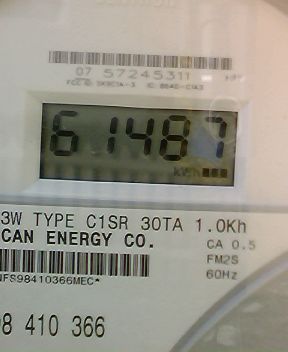 07 57245311
61487
kWh
3W TYPE C1SR 30TA 1.0Kh
CAN ENERGY CO.
CA 0.5
FM2S
60Hz
NFS98410366MEC*
98 410 366